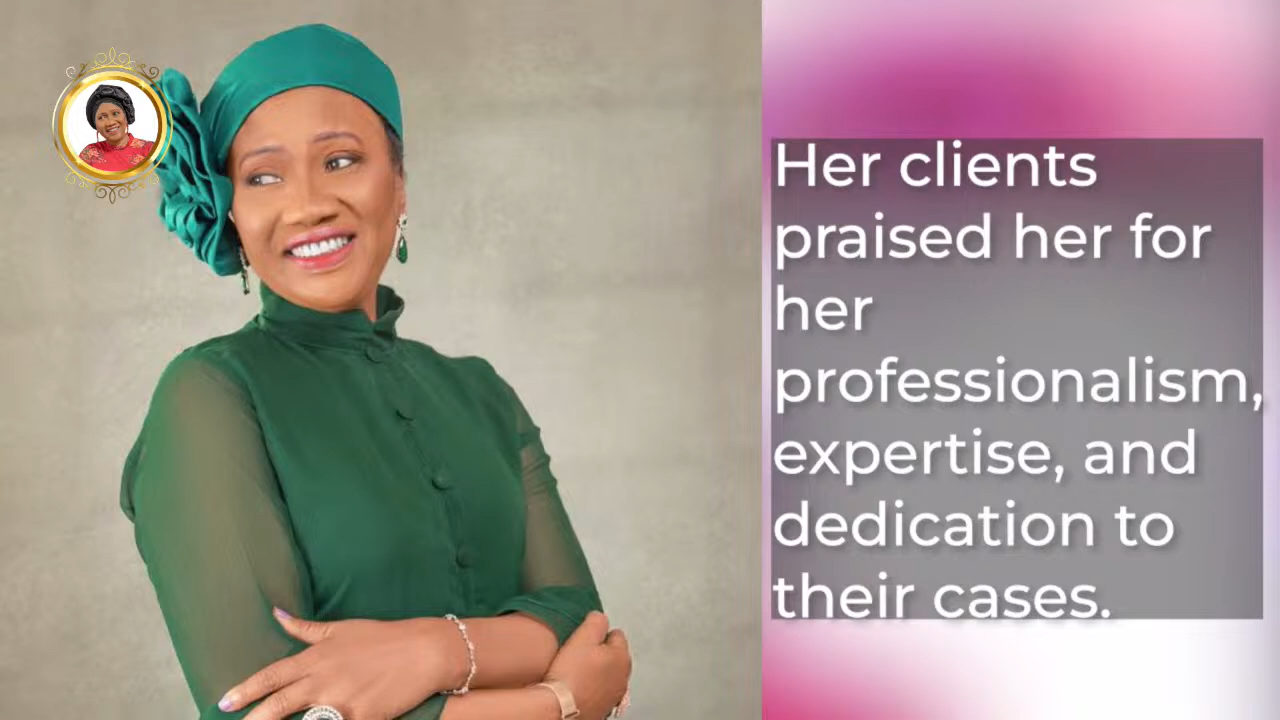 Her clients
praised her for
her
professionalism,
expertise, and
dedication to
their cases.